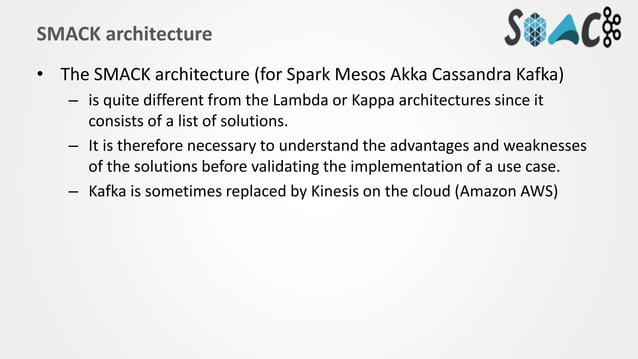 SMACK architecture
SMACK
• The SMACK architecture (for Spark Mesos Akka Cassandra Kafka)
– is quite different from the Lambda or Kappa architectures since it
consists of a list of solutions.
– It is therefore necessary to understand the advantages and weaknesses
of the solutions before validating the implementation of a use case.
– Kafka is sometimes replaced by Kinesis on the cloud (Amazon AWS)